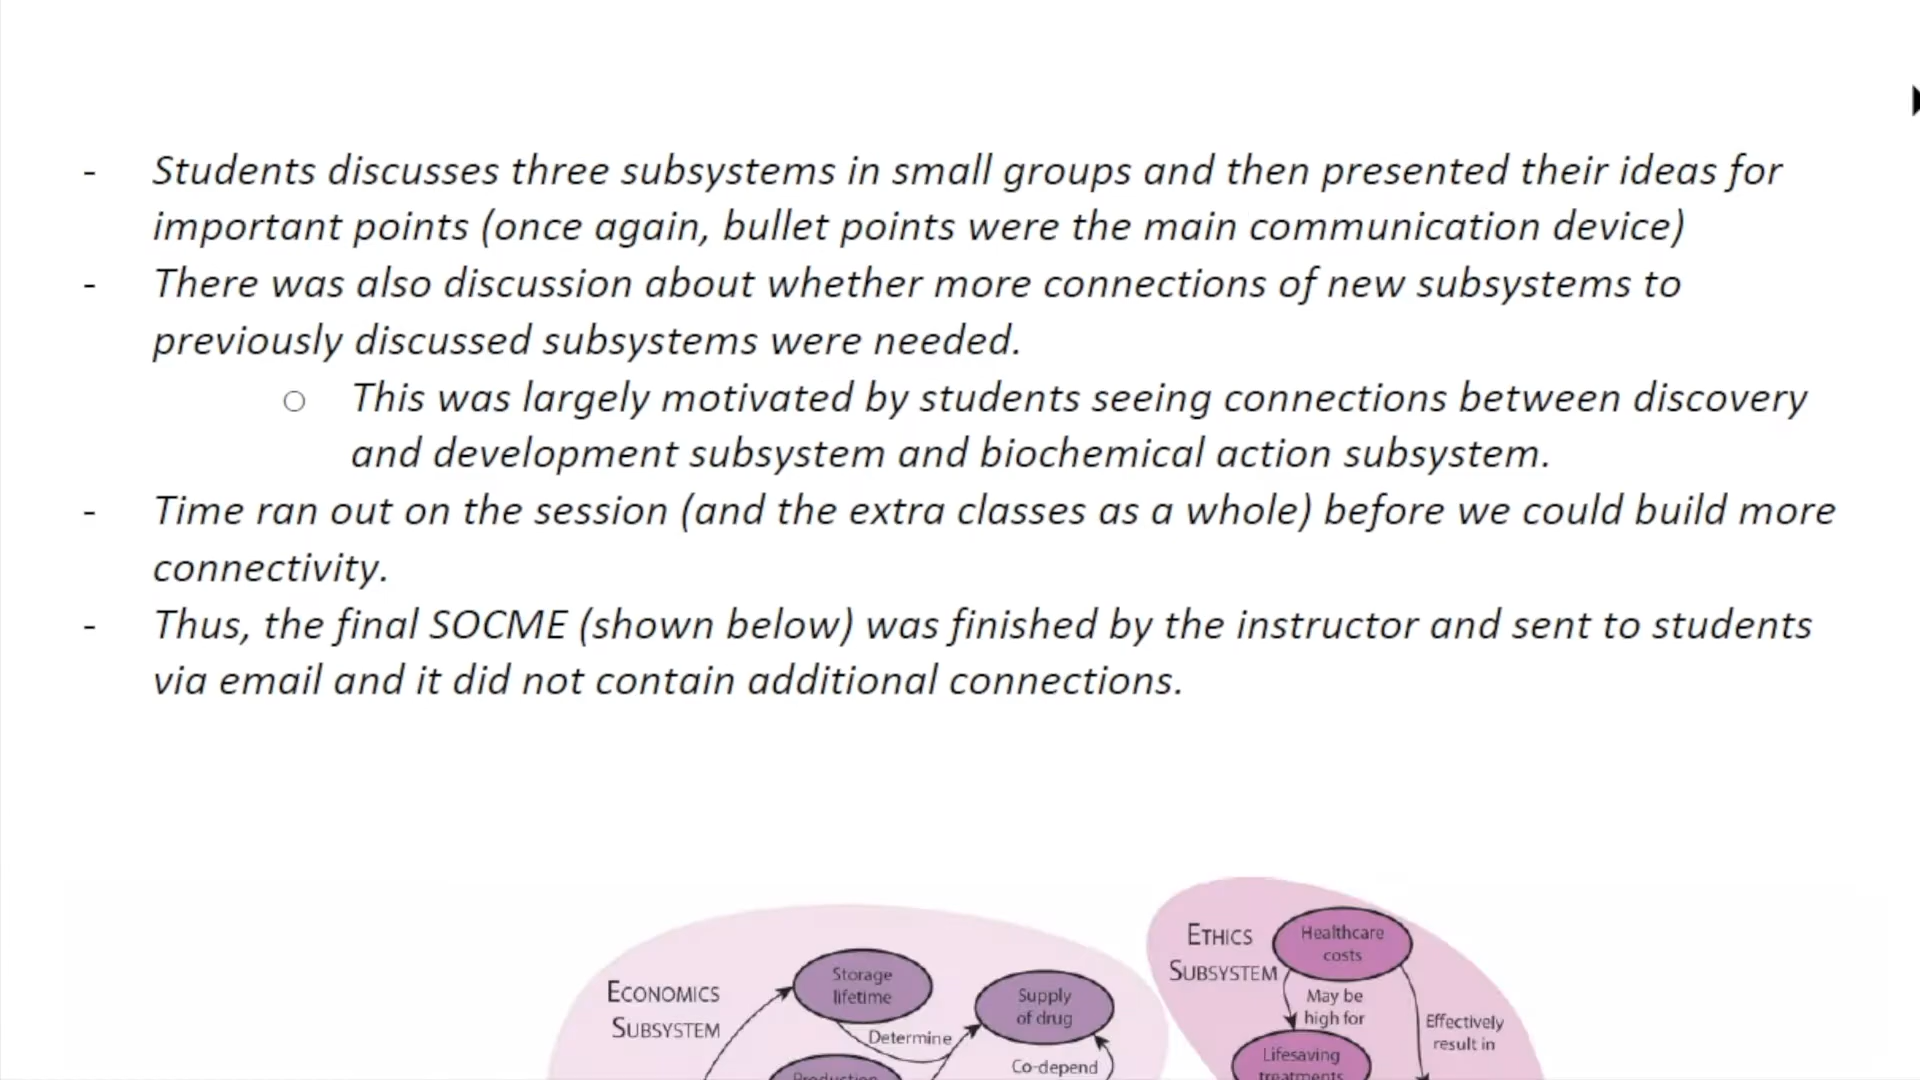 - Students discusses three subsystems in small groups and then presented their ideas for
important points (once again, bullet points were the main communication device)
- There was also discussion about whether more connections of new subsystems to
previously discussed subsystems were needed.
○ This was largely motivated by students seeing connections between discovery
and development subsystem and biochemical action subsystem.
- Time ran out on the session (and the extra classes as a whole) before we could build more
connectivity.
- Thus, the final SOCME (shown below) was finished by the instructor and sent to students
via email and it did not contain additional connections.
ECONOMICS
SUBSYSTEM
Storage
lifetime
Determine
Supply
of drug
Co-depend
Production
ETHICS
SUBSYSTEM
Healthcare
costs
May be
high for
Effectively
result in
Lifesaving
treatments